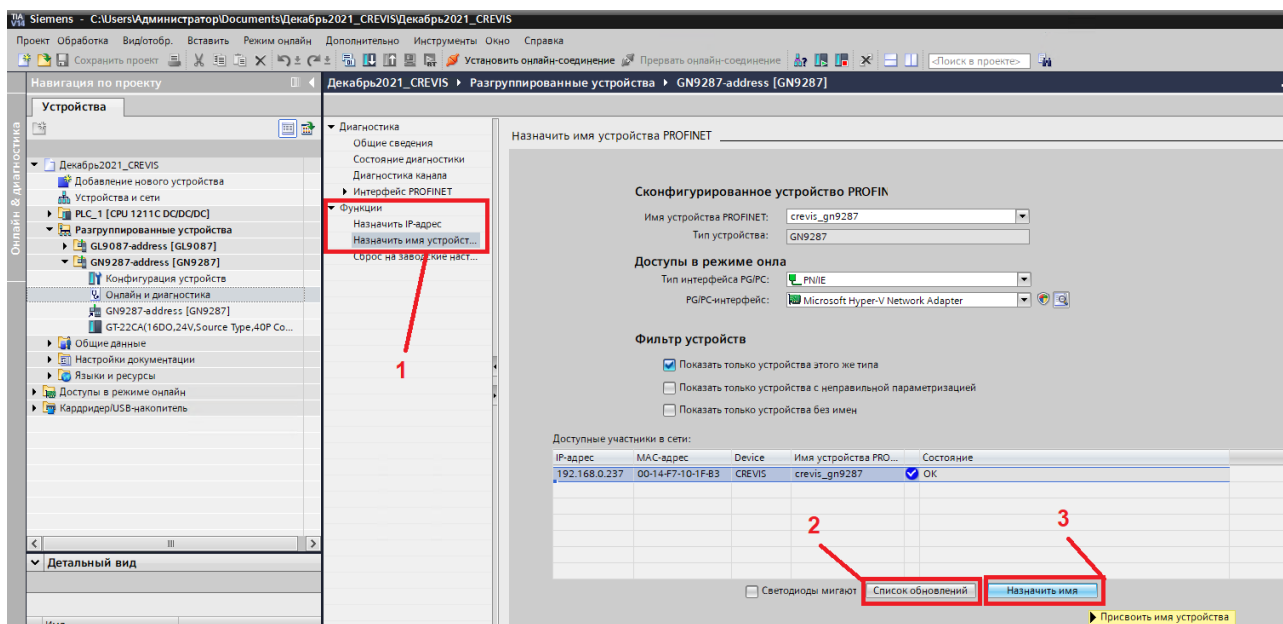 Siemens - C:\Users\Администратор\Documents\Декабрь2021_CREVIS\Декабрь2021_CREVIS
Проект Обработка Вид/отобр. Вставить Режим онлайн Дополнительно Инструменты Окно Справка
Сохранить проект Установить онлайн-соединение Прервать онлайн-соединение <Поиск в проекте>
Навигация по проекту
Декабрь2021_CREVIS Разгруппированные устройства GN9287-address [GN9287]
Устройства
Онлайн & диагностика
Декабрь2021_CREVIS
Добавление нового устройства
Устройства и сети
PLC_1 [CPU 1211C DC/DC/DC]
Разгруппированные устройства
GL9087-address [GL9087]
GN9287-address [GN9287]
Конфигурация устройств
Онлайн и диагностика
GN9287-address [GN9287]
GT-22CA(16DO,24V,Source Type,40P Co...
Общие данные
Настройки документации
Языки и ресурсы
Доступы в режиме онлайн
Кардридер/USB-накопитель
Детальный вид
Имя
Диагностика
Общие сведения
Состояние диагностики
Диагностика канала
Интерфейс PROFINET
Функции
Назначить IP-адрес
Назначить имя устройст...
Сброс на заводские наст...
1
Назначить имя устройства PROFINET
Сконфигурированное устройство PROFIN
Имя устройства PROFINET: crevis_gn9287
Тип устройства: GN9287
Доступы в режиме онла
Тип интерфейса PG/PC: PN/IE
PG/PC-интерфейс: Microsoft Hyper-V Network Adapter
Фильтр устройств
Показать только устройства этого же типа
Показать только устройства с неправильной параметризацией
Показать только устройства без имен
Доступные участники в сети:
IP-адрес MAC-адрес Device Имя устройства PRO... Состояние
192.168.0.237 00-14-F7-10-1F-B3 CREVIS crevis_gn9287 OK
2
3
Светодиоды мигают Список обновлений Назначить имя
Присвоить имя устройства